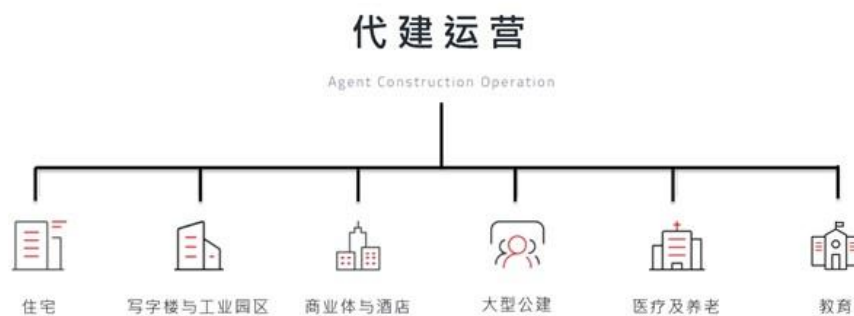 代建运营
Agent Construction Operation
住宅
写字楼与工业园区
商业体与酒店
大型公建
医疗及养老
教育